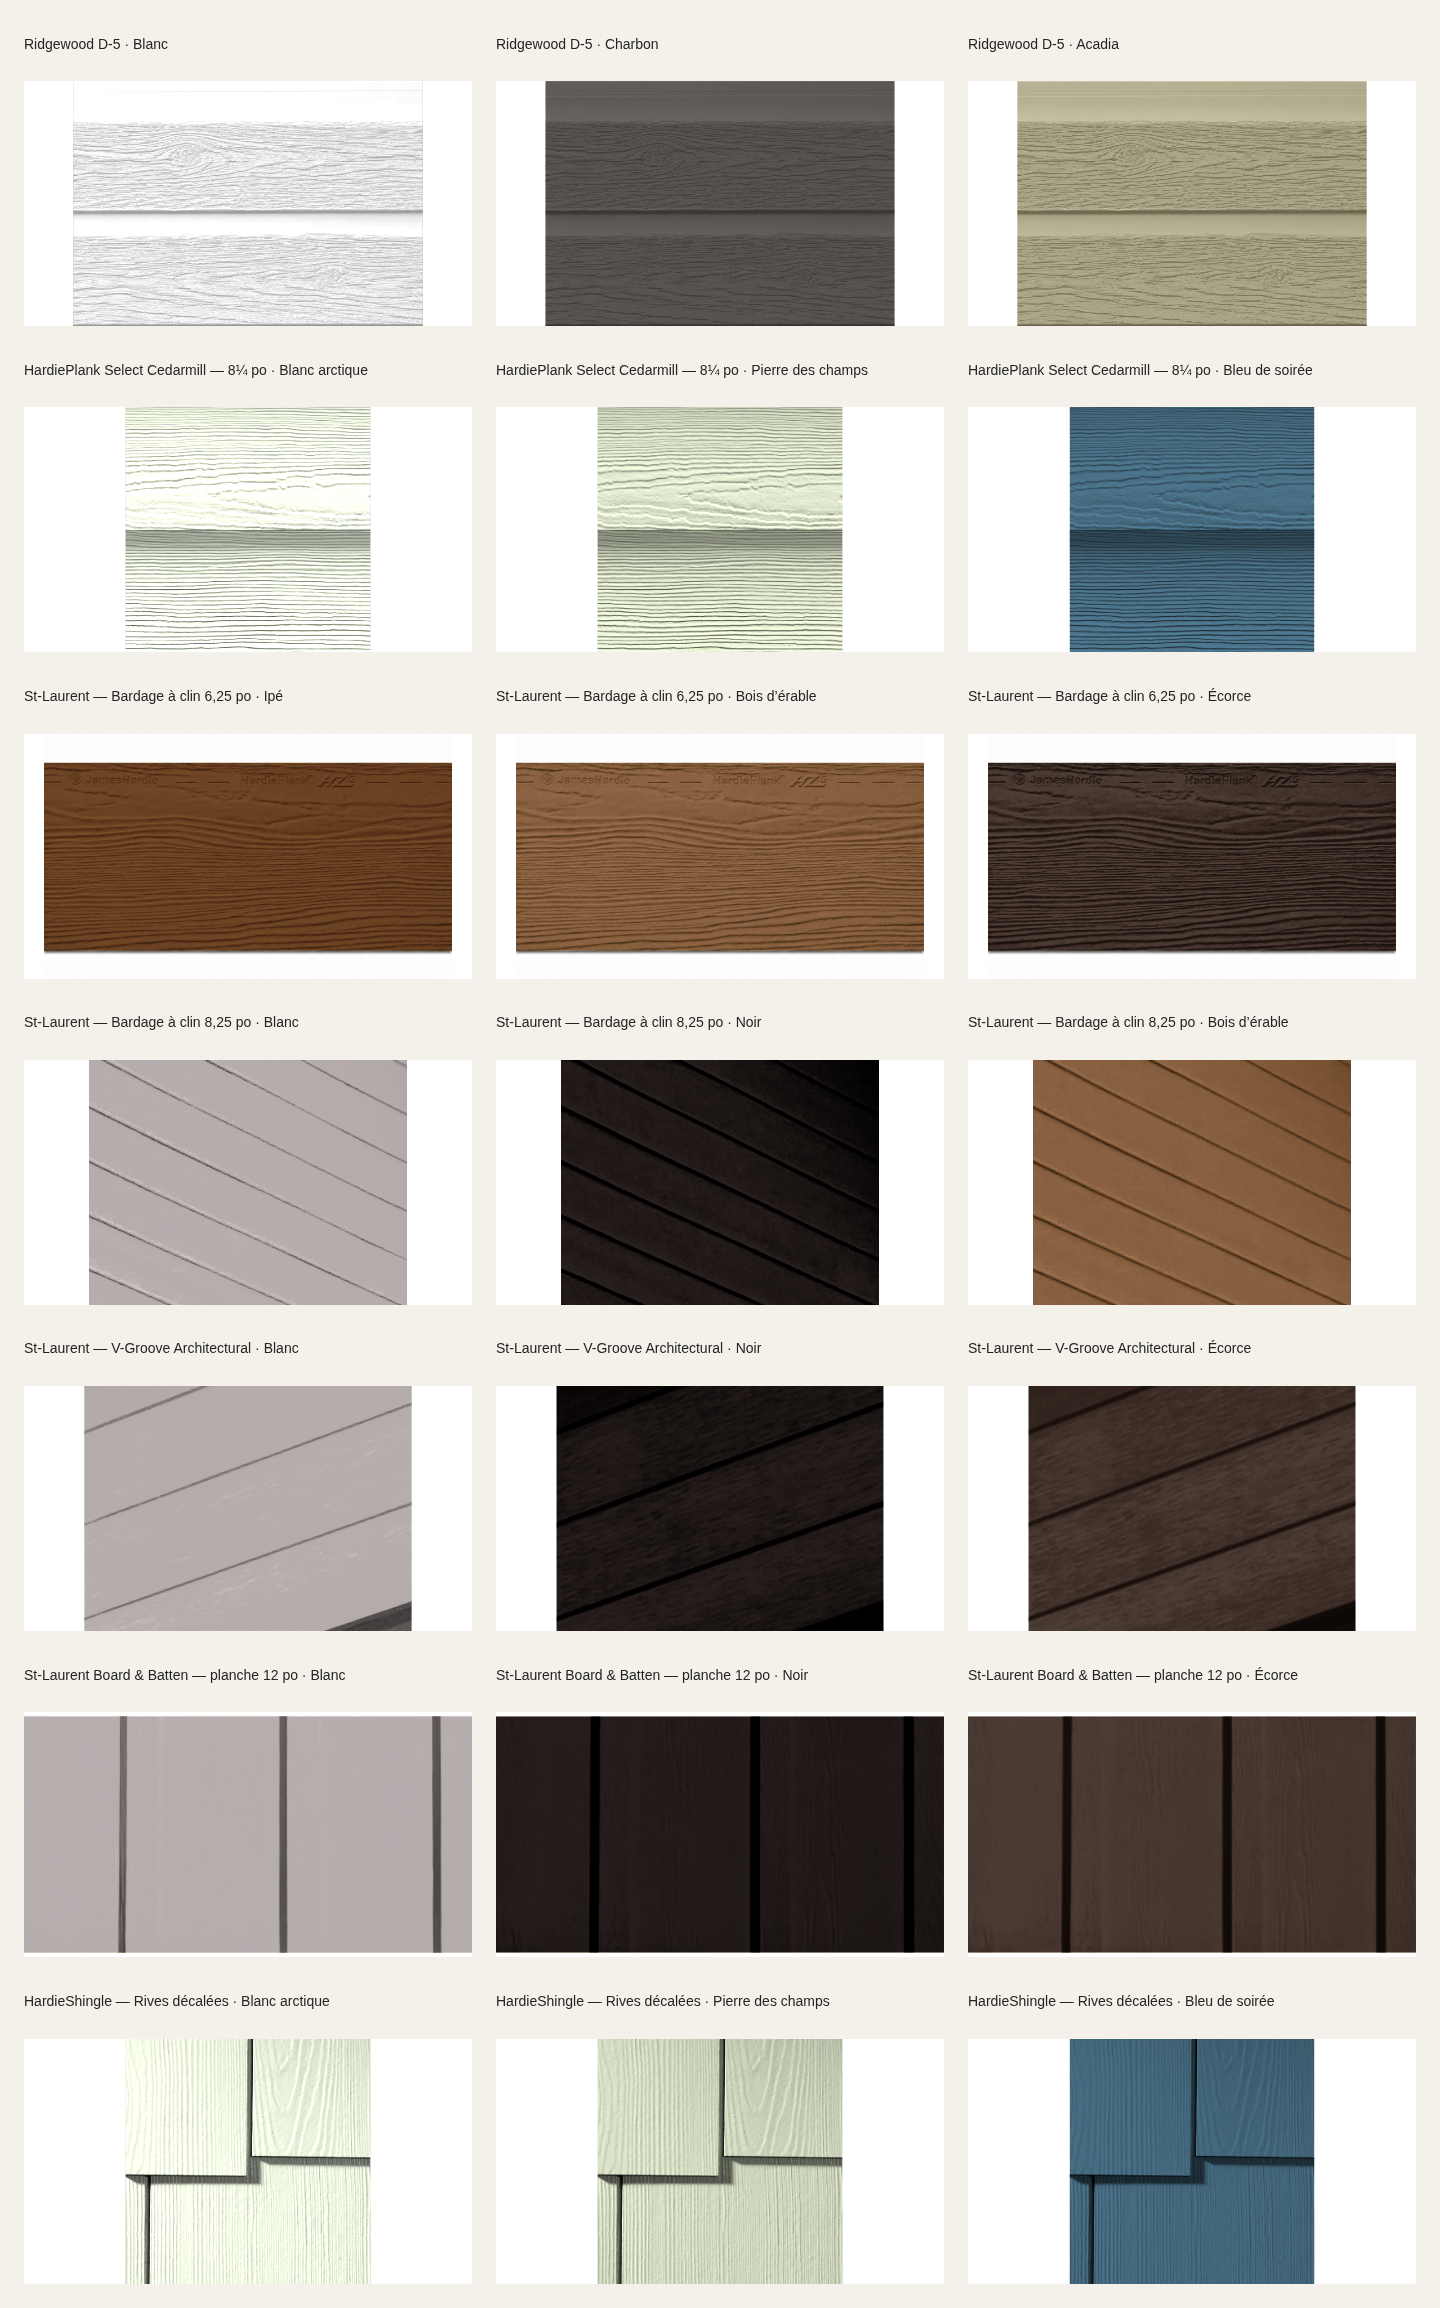 Ridgewood D-5 · Blanc
Ridgewood D-5 · Charbon
Ridgewood D-5 · Acadia
HardiePlank Select Cedarmill — 8¼ po · Blanc arctique
HardiePlank Select Cedarmill — 8¼ po · Pierre des champs
HardiePlank Select Cedarmill — 8¼ po · Bleu de soirée
St-Laurent — Bardage à clin 6,25 po · Ipé
St-Laurent — Bardage à clin 6,25 po · Bois d’érable
St-Laurent — Bardage à clin 6,25 po · Écorce
JamesHardie HardiePlank HZ5
JamesHardie HardiePlank HZ5
JamesHardie HardiePlank HZ5
St-Laurent — Bardage à clin 8,25 po · Blanc
St-Laurent — Bardage à clin 8,25 po · Noir
St-Laurent — Bardage à clin 8,25 po · Bois d’érable
St-Laurent — V-Groove Architectural · Blanc
St-Laurent — V-Groove Architectural · Noir
St-Laurent — V-Groove Architectural · Écorce
St-Laurent Board & Batten — planche 12 po · Blanc
St-Laurent Board & Batten — planche 12 po · Noir
St-Laurent Board & Batten — planche 12 po · Écorce
HardieShingle — Rives décalées · Blanc arctique
HardieShingle — Rives décalées · Pierre des champs
HardieShingle — Rives décalées · Bleu de soirée